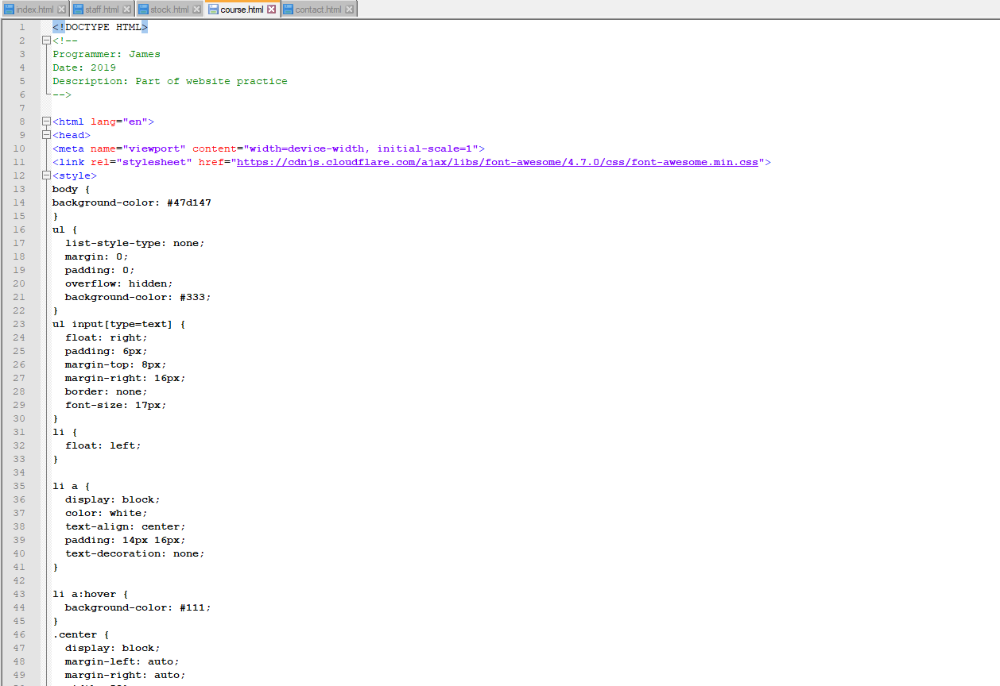 index.html staff.html stock.html course.html contact.html
1 <!DOCTYPE HTML>
2 <!--
3 Programmer: James
4 Date: 2019
5 Description: Part of website practice
6 -->
7
8 <html lang="en">
9 <head>
10 <meta name="viewport" content="width=device-width, initial-scale=1">
11 <link rel="stylesheet" href="https://cdnjs.cloudflare.com/ajax/libs/font-awesome/4.7.0/css/font-awesome.min.css">
12 <style>
13 body {
14 background-color: #47d147
15 }
16 ul {
17   list-style-type: none;
18   margin: 0;
19   padding: 0;
20   overflow: hidden;
21   background-color: #333;
22 }
23 ul input[type=text] {
24   float: right;
25   padding: 6px;
26   margin-top: 8px;
27   margin-right: 16px;
28   border: none;
29   font-size: 17px;
30 }
31 li {
32   float: left;
33 }
34
35 li a {
36   display: block;
37   color: white;
38   text-align: center;
39   padding: 14px 16px;
40   text-decoration: none;
41 }
42
43 li a:hover {
44   background-color: #111;
45 }
46 .center {
47   display: block;
48   margin-left: auto;
49   margin-right: auto;